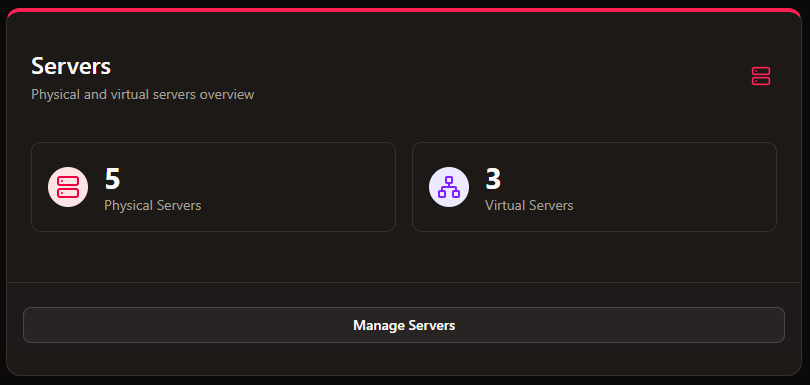 Servers
Physical and virtual servers overview
5
Physical Servers
3
Virtual Servers
Manage Servers